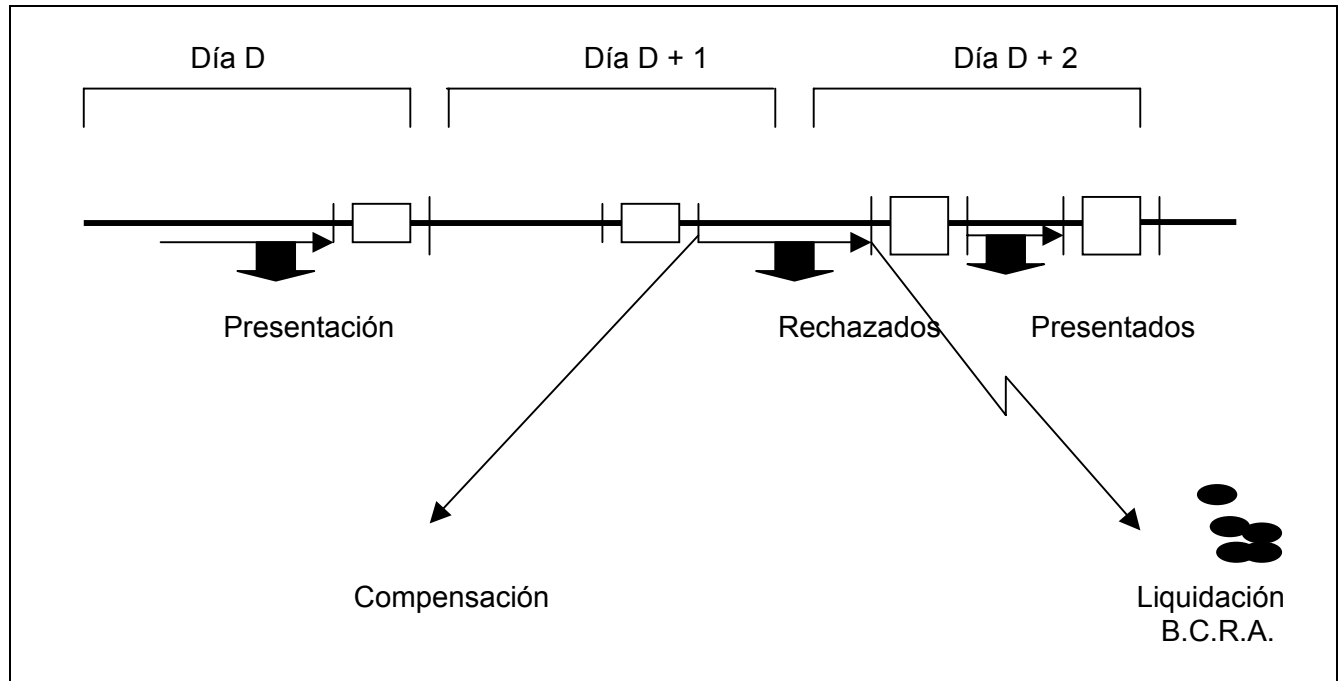 Día D
Día D + 1
Día D + 2
Presentación
Rechazados
Presentados
Compensación
Liquidación
B.C.R.A.